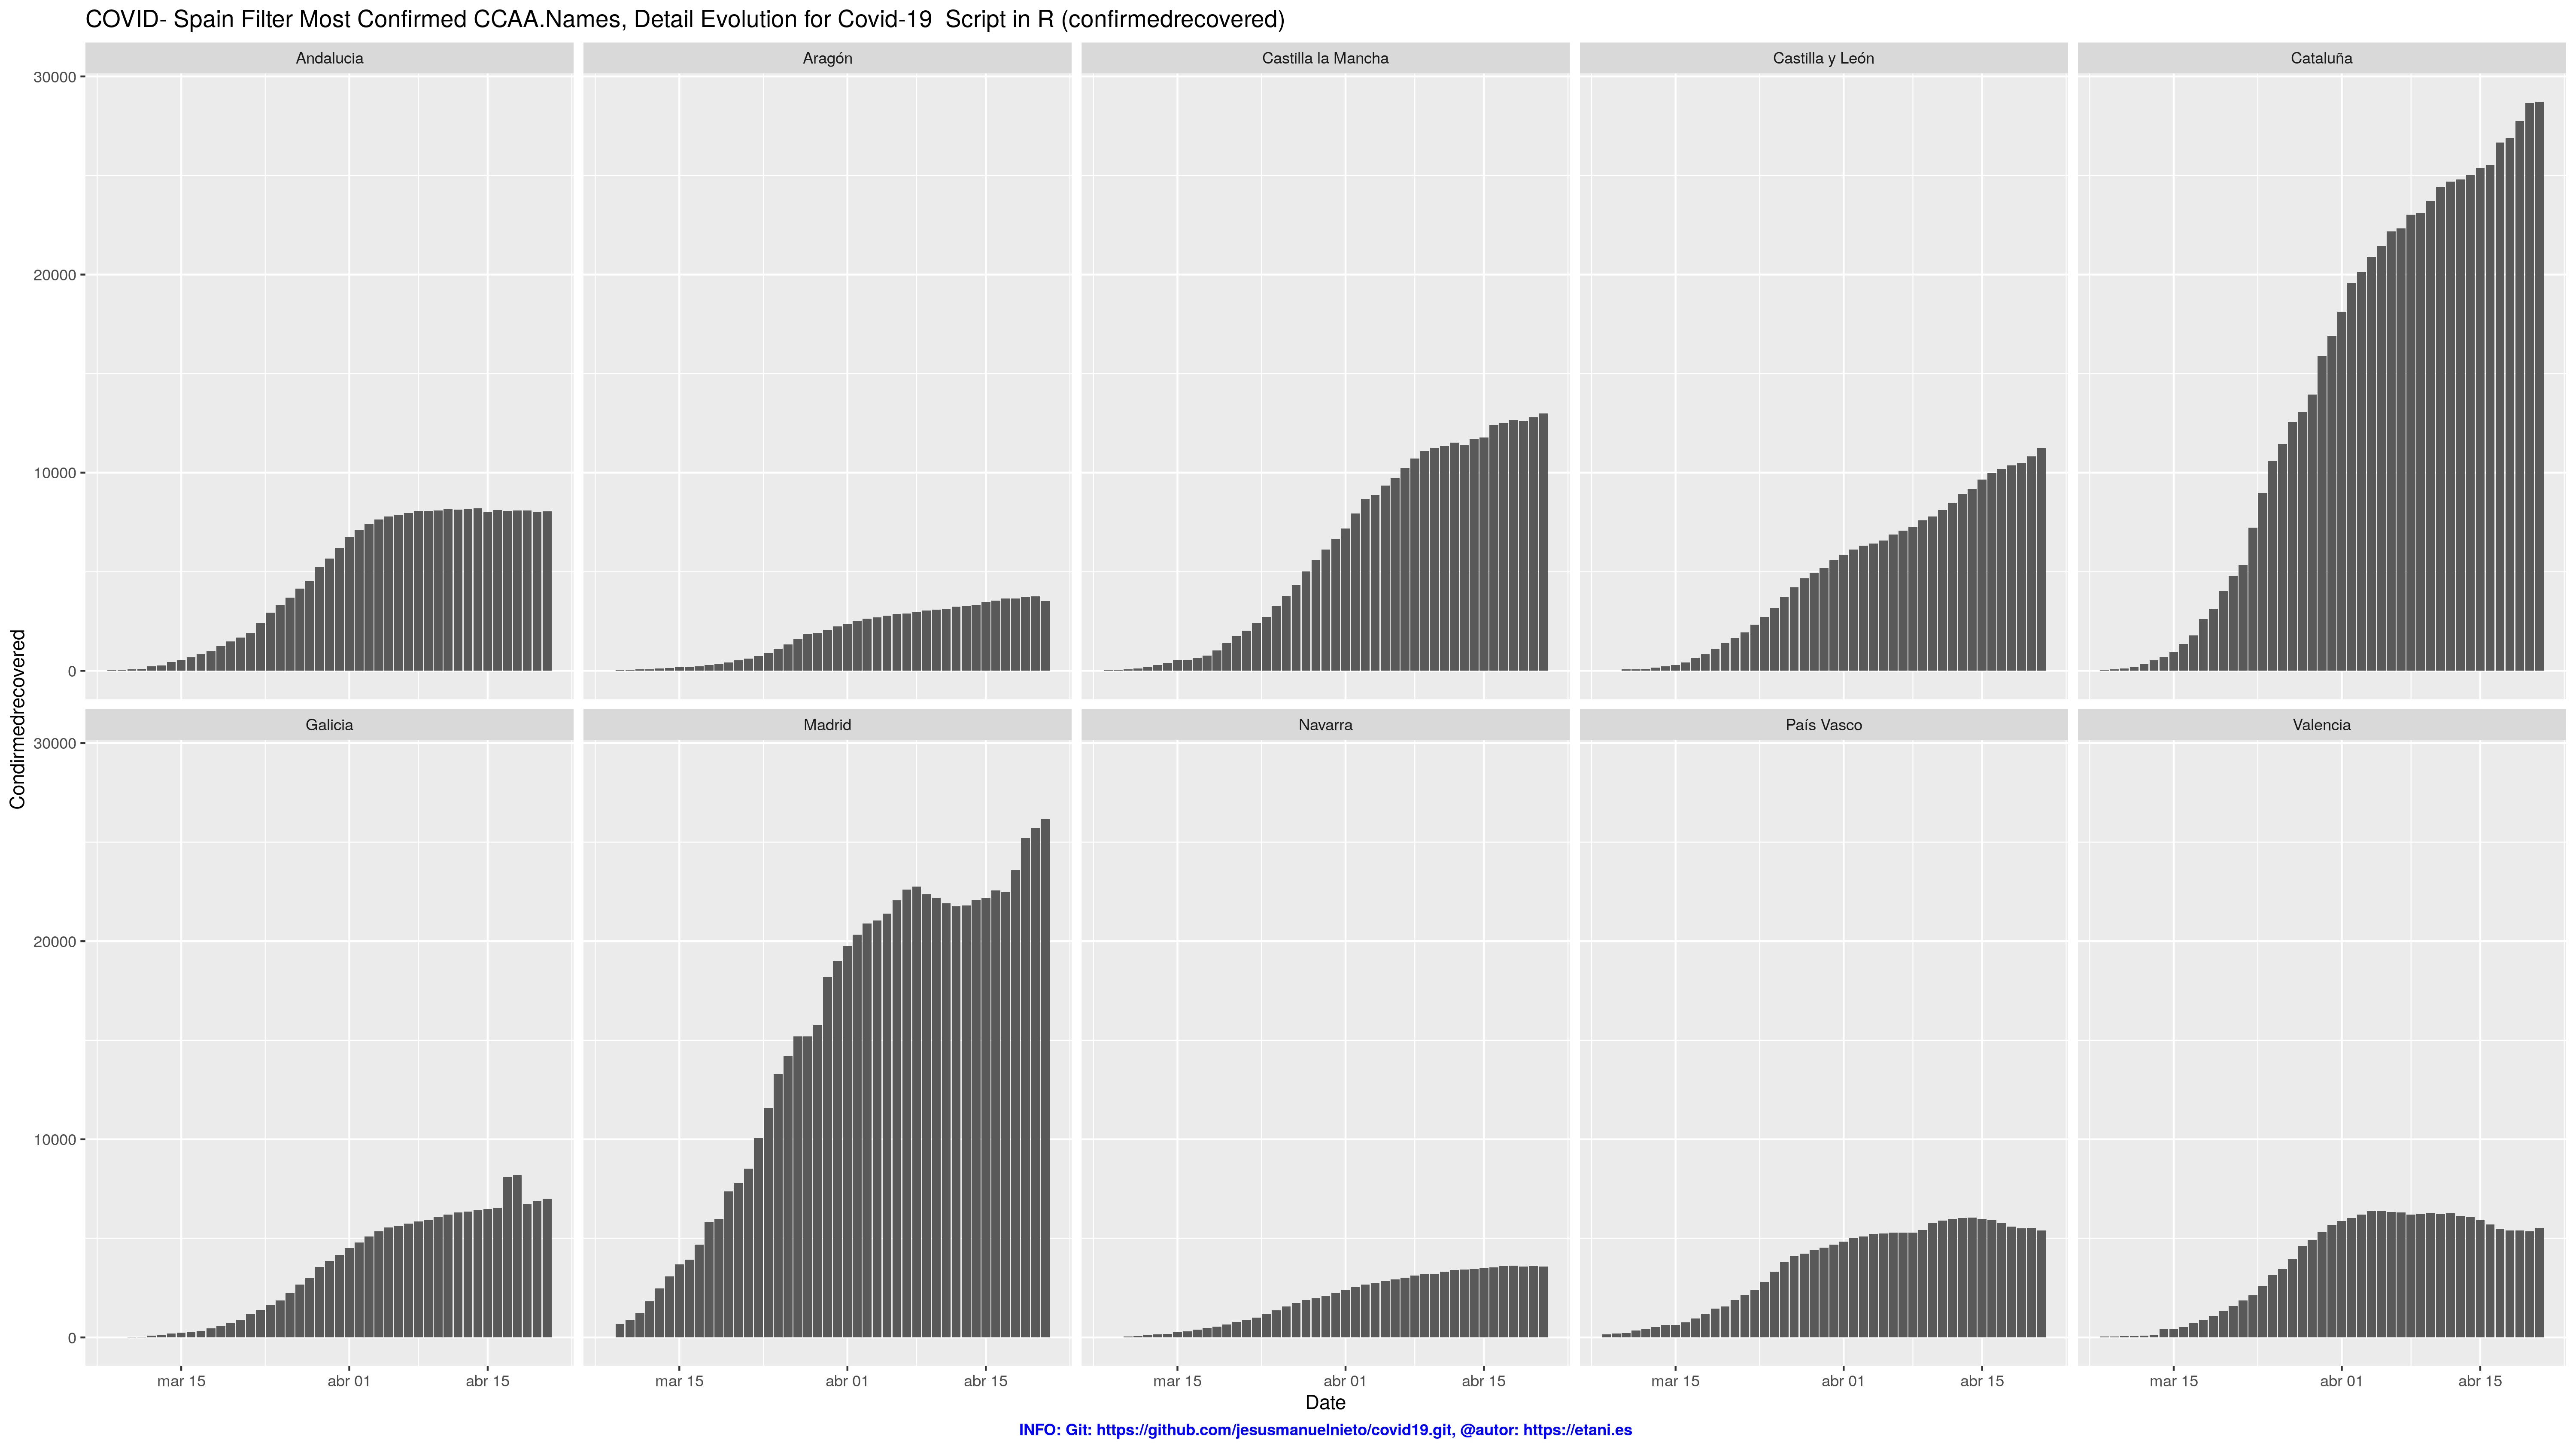 COVID- Spain Filter Most Confirmed CCAA.Names, Detail Evolution for Covid-19  Script in R (confirmedrecovered)
Andalucia
Aragón
Castilla la Mancha
Castilla y León
Cataluña
30000
20000
10000
0
Galicia
Madrid
Navarra
País Vasco
Valencia
30000
20000
10000
0
Condirmedrecovered
mar 15 abr 01 abr 15
mar 15 abr 01 abr 15
mar 15 abr 01 abr 15
mar 15 abr 01 abr 15
mar 15 abr 01 abr 15
Date
INFO: Git: https://github.com/jesusmanuelnieto/covid19.git, @autor: https://etani.es